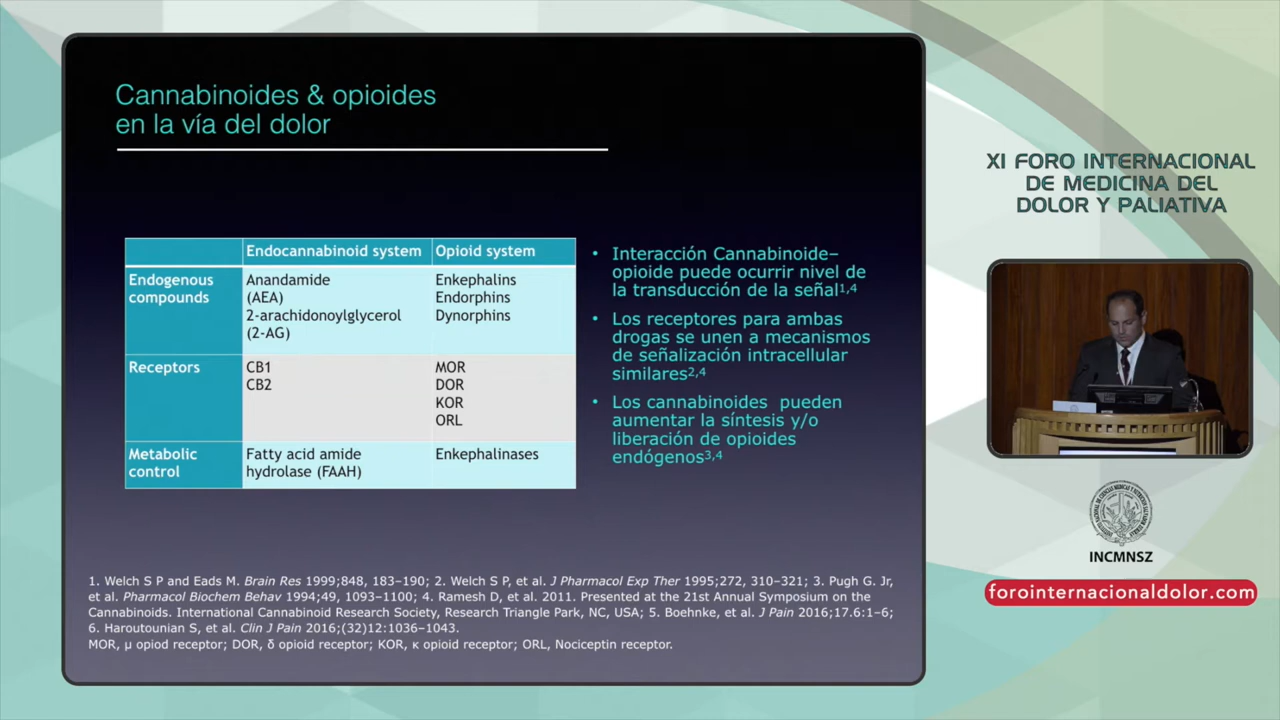 Cannabinoides & opioides
en la vía del dolor
Endocannabinoid system
Opioid system
Endogenous
compounds
Anandamide
(AEA)
2-arachidonoylglycerol
(2-AG)
Enkephalins
Endorphins
Dynorphins
Receptors
CB1
CB2
MOR
DOR
KOR
ORL
Metabolic
control
Fatty acid amide
hydrolase (FAAH)
Enkephalinases
• Interacción Cannabinoide–
opioide puede ocurrir nivel de
la transducción de la señal1,4
• Los receptores para ambas
drogas se unen a mecanismos
de señalización intracellular
similares2,4
• Los cannabinoides pueden
aumentar la síntesis y/o
liberación de opioides
endógenos3,4
1. Welch S P and Eads M. Brain Res 1999;848, 183–190; 2. Welch S P, et al. J Pharmacol Exp Ther 1995;272, 310–321; 3. Pugh G. Jr,
et al. Pharmacol Biochem Behav 1994;49, 1093–1100; 4. Ramesh D, et al. 2011. Presented at the 21st Annual Symposium on the
Cannabinoids. International Cannabinoid Research Society, Research Triangle Park, NC, USA; 5. Boehnke, et al. J Pain 2016;17.6:1–6;
6. Haroutounian S, et al. Clin J Pain 2016;(32)12:1036–1043.
MOR, µ opiod receptor; DOR, δ opioid receptor; KOR, κ opioid receptor; ORL, Nociceptin receptor.
XI FORO INTERNACIONAL
DE MEDICINA DEL
DOLOR Y PALIATIVA
INCMNSZ
forointernacionaldolor.com